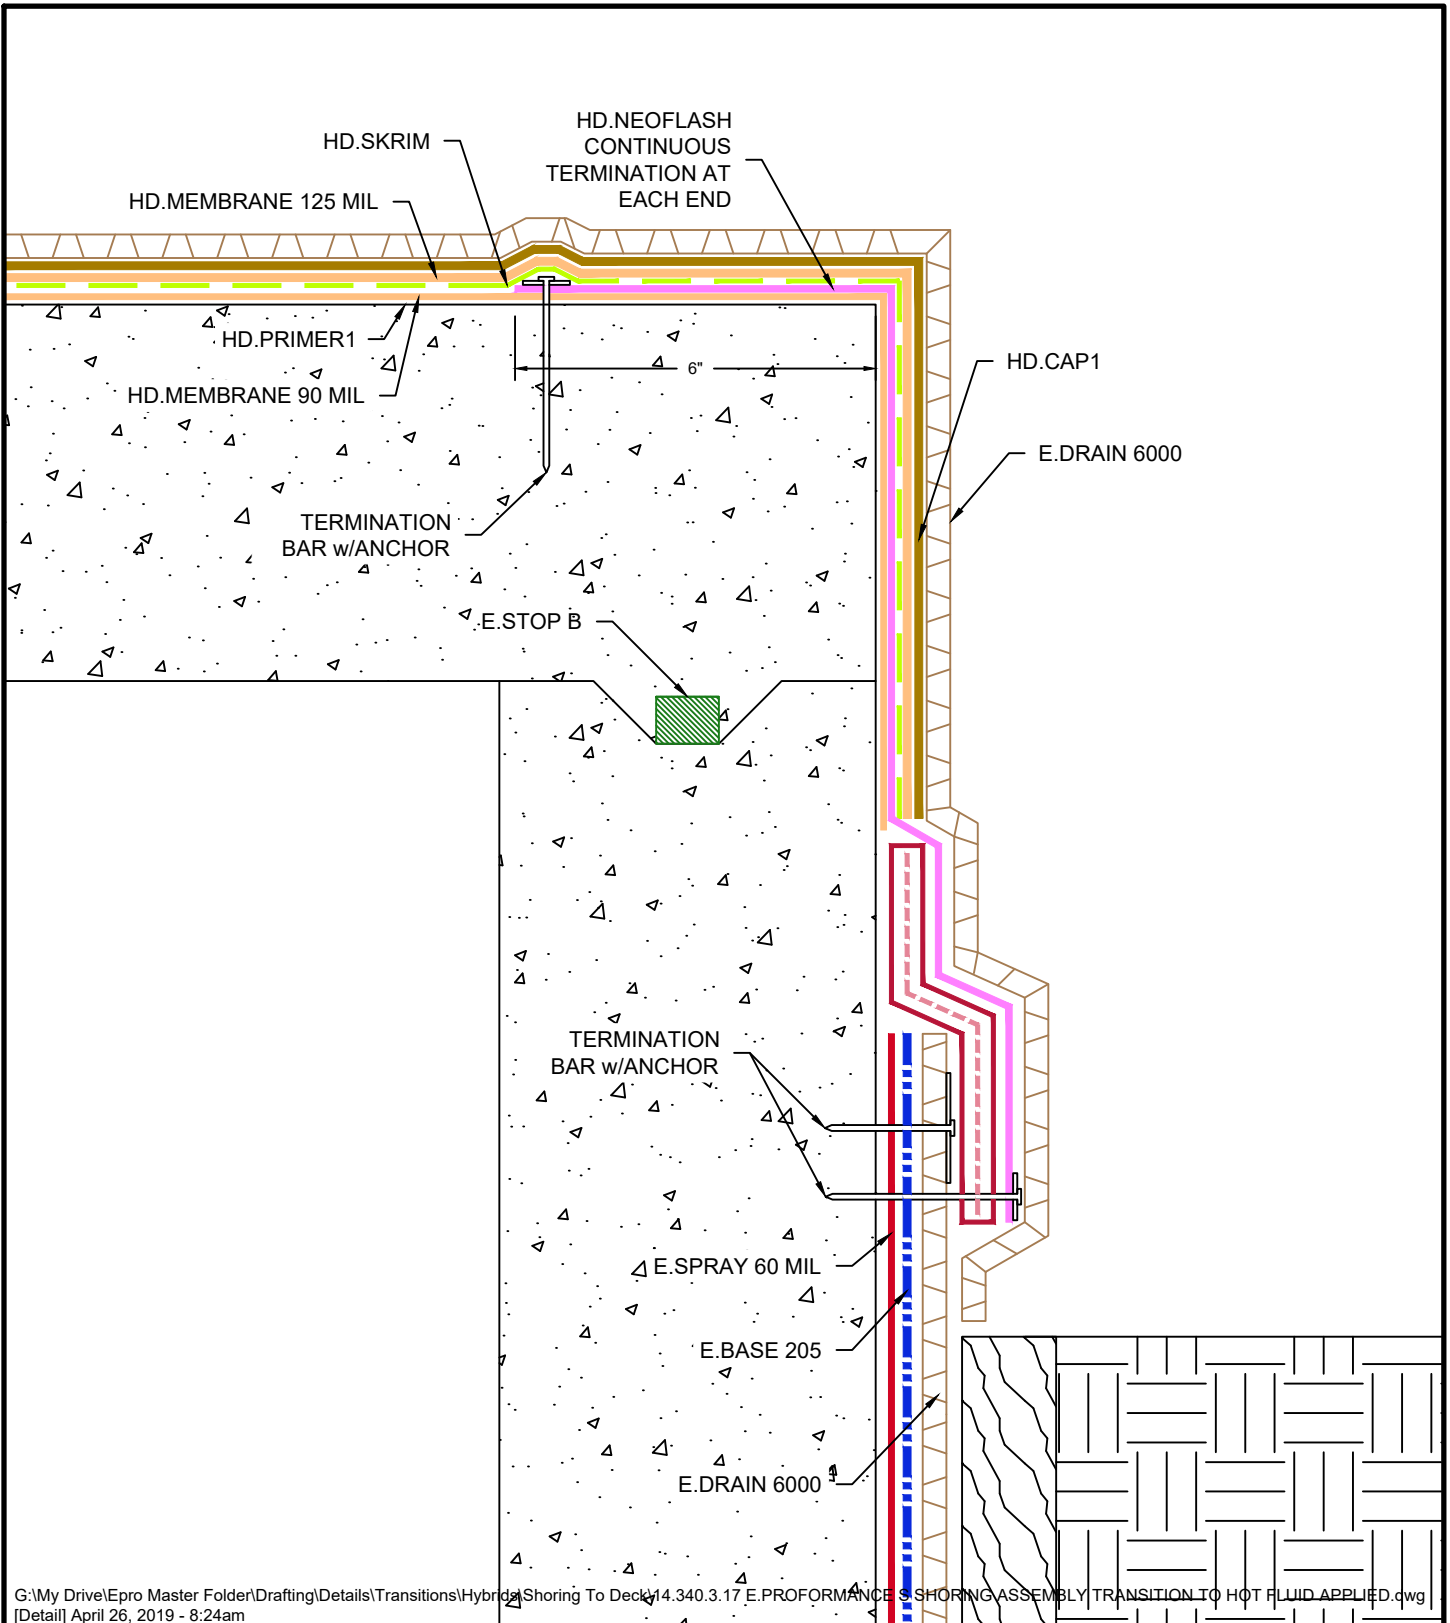 HD.NEOFLASH
CONTINUOUS
TERMINATION AT
EACH END
HD.SKRIM
HD.MEMBRANE 125 MIL
HD.PRIMER1
HD.MEMBRANE 90 MIL
6"
HD.CAP1
E.DRAIN 6000
TERMINATION
BAR w/ANCHOR
E.STOP B
TERMINATION
BAR w/ANCHOR
E.SPRAY 60 MIL
E.BASE 205
E.DRAIN 6000
G:\My Drive\Epro Master Folder\Drafting\Details\Transitions\Hybrids\Shoring To Deck\14.340.3.17 E.PROFORMANCE S SHORING ASSEMBLY TRANSITION TO HOT FLUID APPLIED.dwg
[Detail] April 26, 2019 - 8:24am